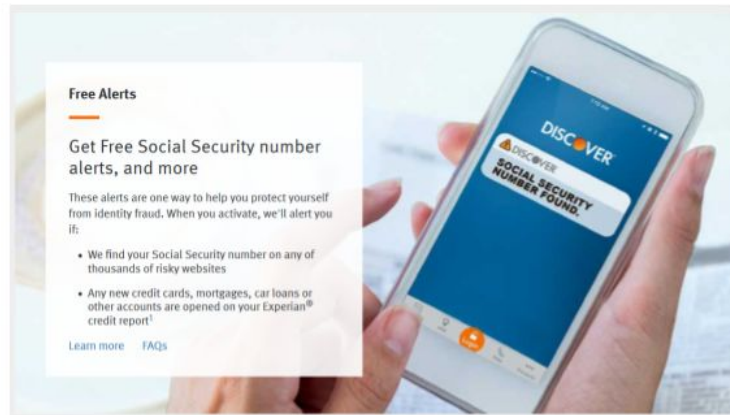 Free Alerts
Get Free Social Security number
alerts, and more
These alerts are one way to help you protect yourself
from identity fraud. When you activate, we'll alert you
if:
• We find your Social Security number on any of
thousands of risky websites
• Any new credit cards, mortgages, car loans or
other accounts are opened on your Experian®
credit report¹
Learn more FAQs
DISCOVER
DISCOVER
SOCIAL SECURITY
NUMBER FOUND.
Login